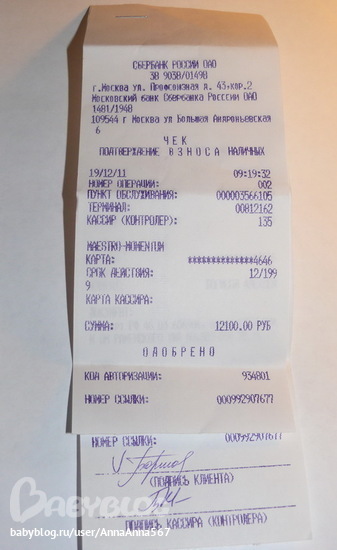 СБЕРБАНК РОССИИ ОАО
ЗВ 9038/01498
г.Москва ул. Профсоюзная д. 43,кор.2
Московский банк Сбербанка России ОАО
1481/1948
109544 г Москва ул Большая Андроньевская
6
ЧЕК
ПОДТВЕРЖДЕНИЕ ВЗНОСА НАЛИЧНЫХ
19/12/11 09:19:32
НОМЕР ОПЕРАЦИИ: 002
ПУНКТ ОБСЛУЖИВАНИЯ: 000003566105
ТЕРМИНАЛ: 00812162
КАССИР (КОНТРОЛЕР): 135
MAESTRO-MOMENTUM
КАРТА: **************4646
СРОК ДЕЙСТВИЯ: 12/199
9
КАРТА КАССИРА:
СУММА: 12100.00 РУБ
ОДОБРЕНО
КОД АВТОРИЗАЦИИ: 934801
НОМЕР ССЫЛКИ: 000992907677
НОМЕР ССЫЛКИ: 000992907677
(ПОДПИСЬ КЛИЕНТА)
BABYBLOG
babyblog.ru/user/AnnaAnia567
ПОДПИСЬ КАССИРА (КОНТРОЛЕРА)